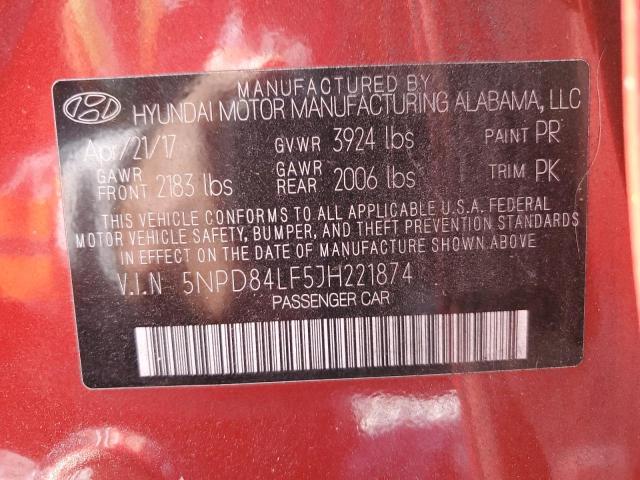 MANUFACTURED BY
HYUNDAI MOTOR MANUFACTURING ALABAMA, LLC
Apr/21/17 GVWR 3924 lbs PAINT PR
GAWR FRONT 2183 lbs GAWR REAR 2006 lbs TRIM PK
THIS VEHICLE CONFORMS TO ALL APPLICABLE U.S.A. FEDERAL
MOTOR VEHICLE SAFETY, BUMPER, AND THEFT PREVENTION STANDARDS
IN EFFECT ON THE DATE OF MANUFACTURE SHOWN ABOVE.
V.I.N 5NPD84LF5JH221874
PASSENGER CAR